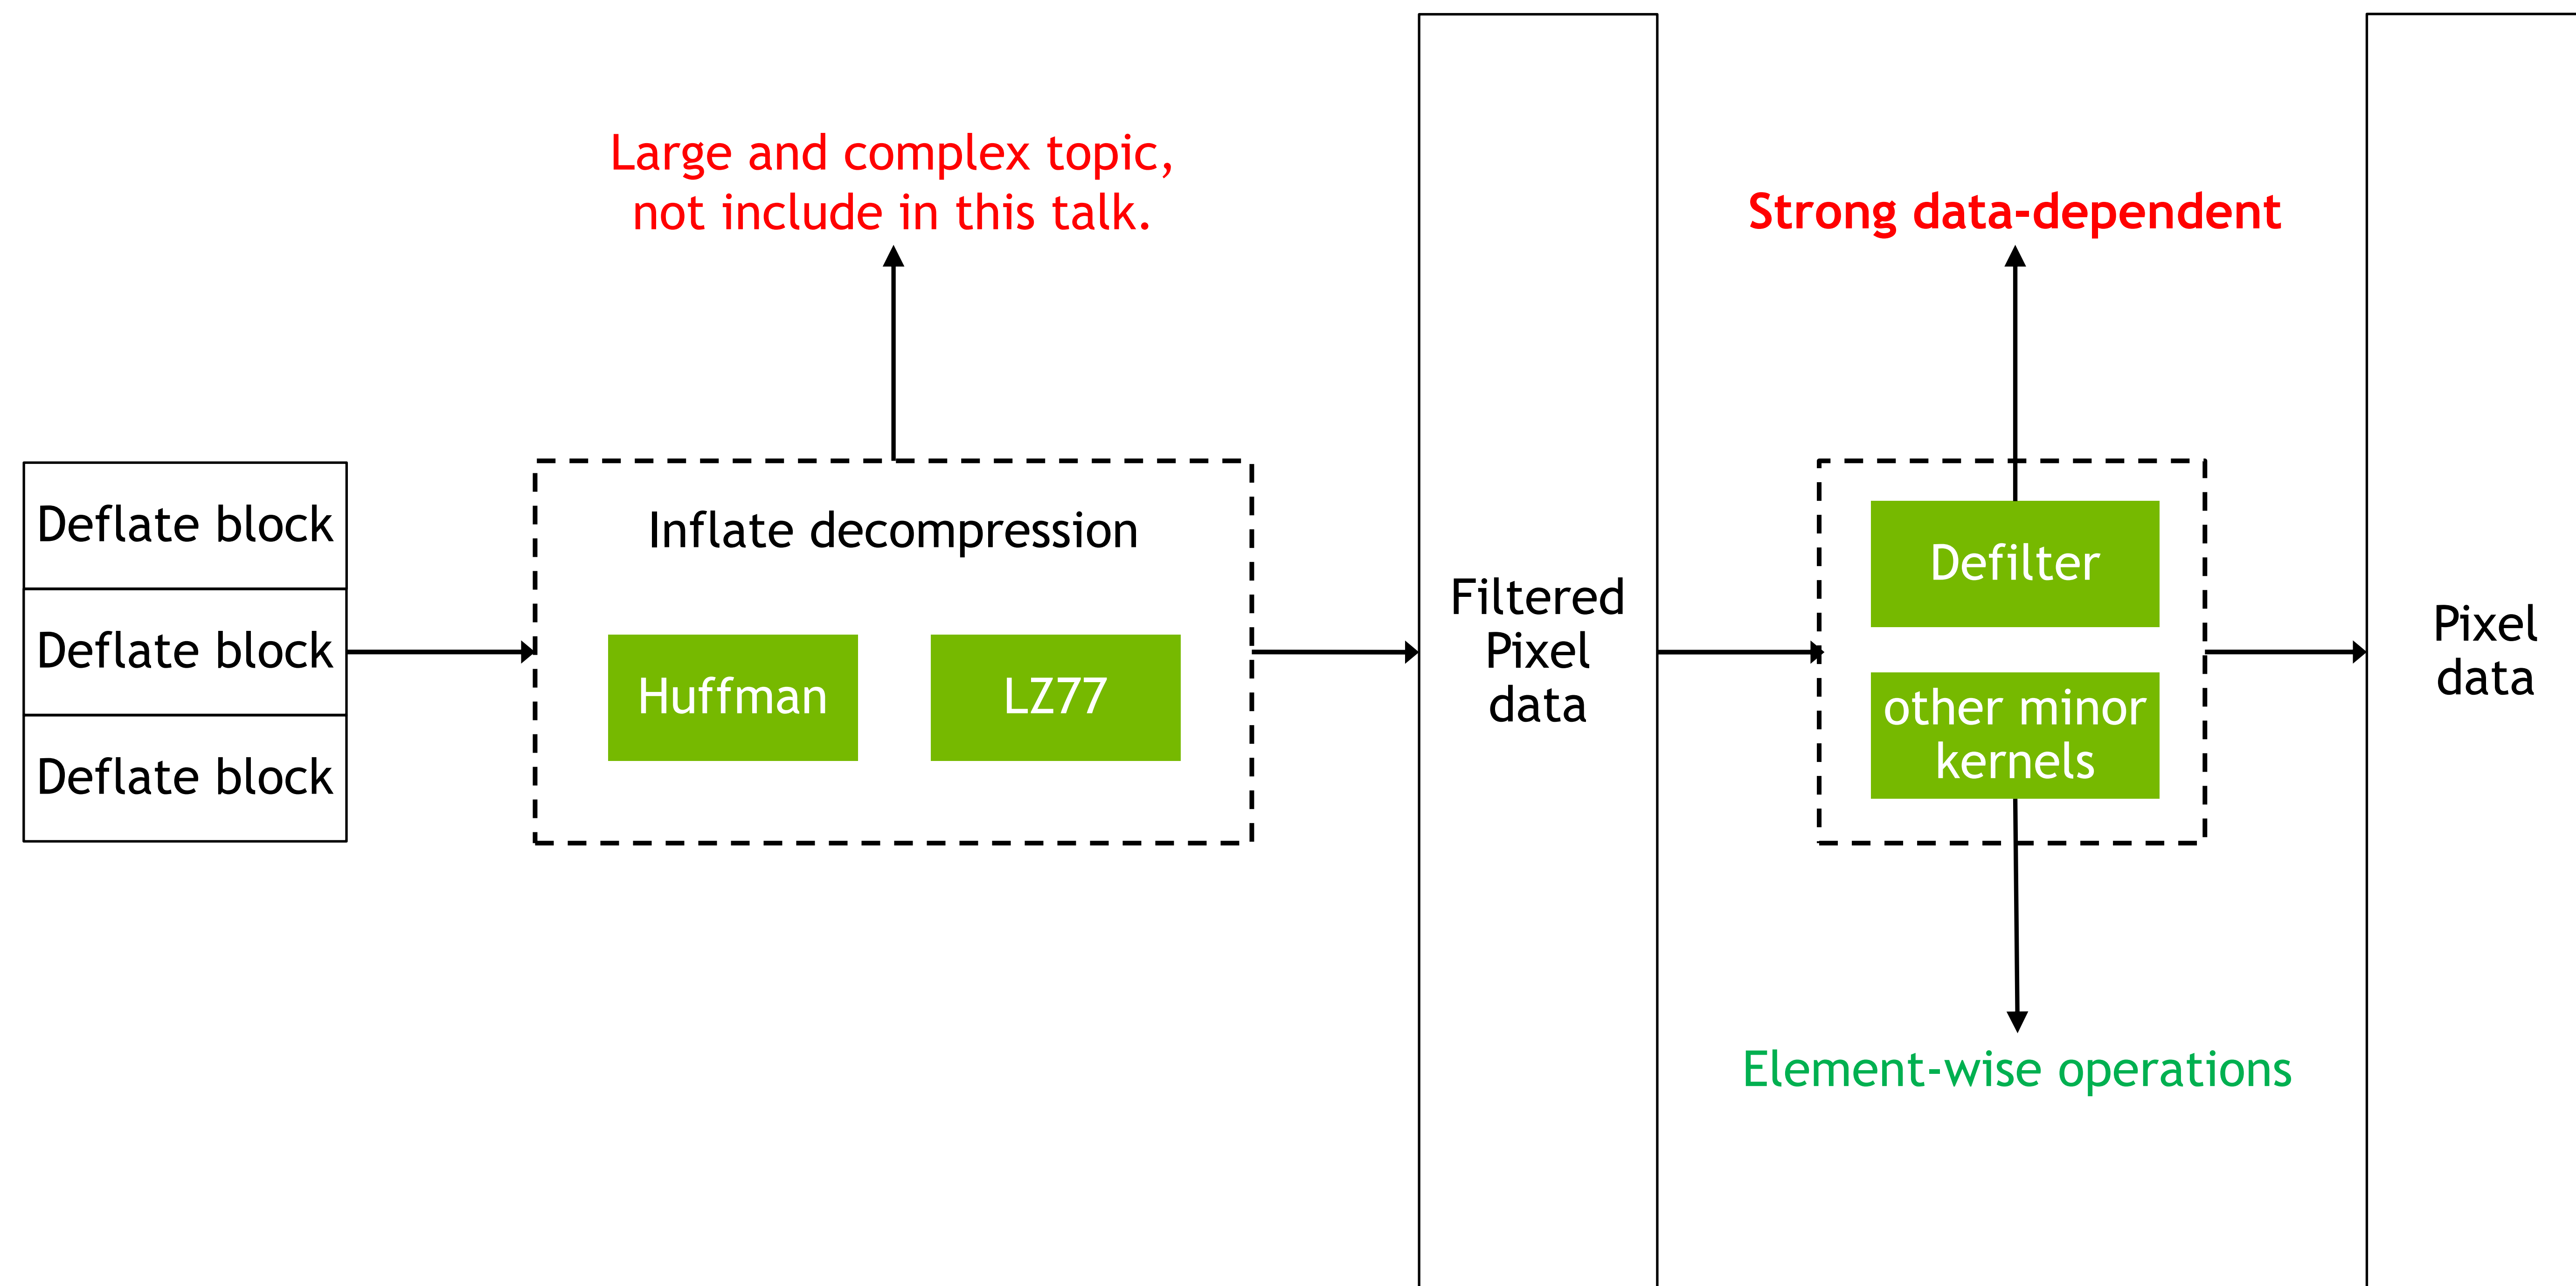 Large and complex topic,
not include in this talk.
Strong data-dependent
Deflate block
Deflate block
Deflate block
Inflate decompression
Huffman
LZ77
Filtered
Pixel
data
Defilter
other minor
kernels
Element-wise operations
Pixel
data